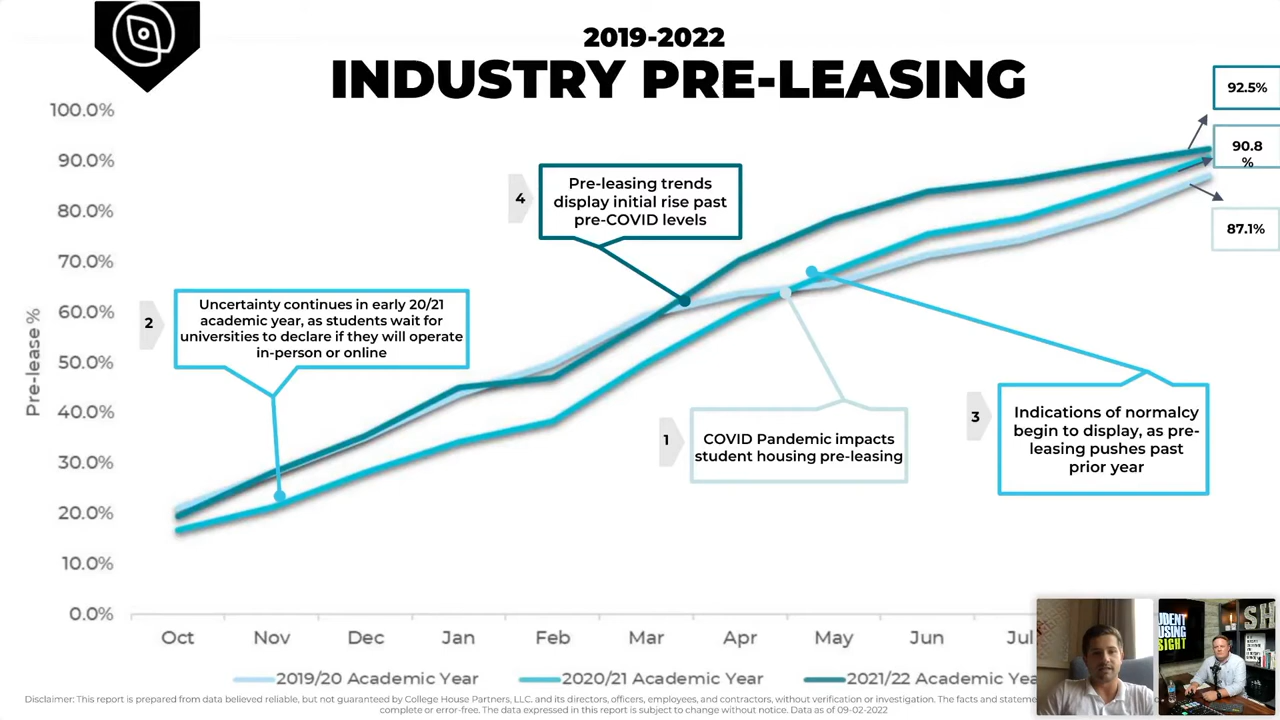 2019-2022
INDUSTRY PRE-LEASING
92.5%
90.8
%
87.1%
100.0%
90.0%
80.0%
70.0%
60.0%
50.0%
40.0%
30.0%
20.0%
10.0%
0.0%
Pre-lease %
4
Pre-leasing trends
display initial rise past
pre-COVID levels
2
Uncertainty continues in early 20/21
academic year, as students wait for
universities to declare if they will operate
in-person or online
1
COVID Pandemic impacts
student housing pre-leasing
3
Indications of normalcy
begin to display, as pre-
leasing pushes past
prior year
Oct Nov Dec Jan Feb Mar Apr May Jun Jul
2019/20 Academic Year 2020/21 Academic Year 2021/22 Academic Yea
Disclaimer: This report is prepared from data believed reliable, but not guaranteed by College House Partners, LLC. and its directors, officers, employees, and contractors, without verification or investigation. The facts and stateme
complete or error-free. The data expressed in this report is subject to change without notice. Data as of 09-02-2022
UDENT
USING
SIGHT
SH